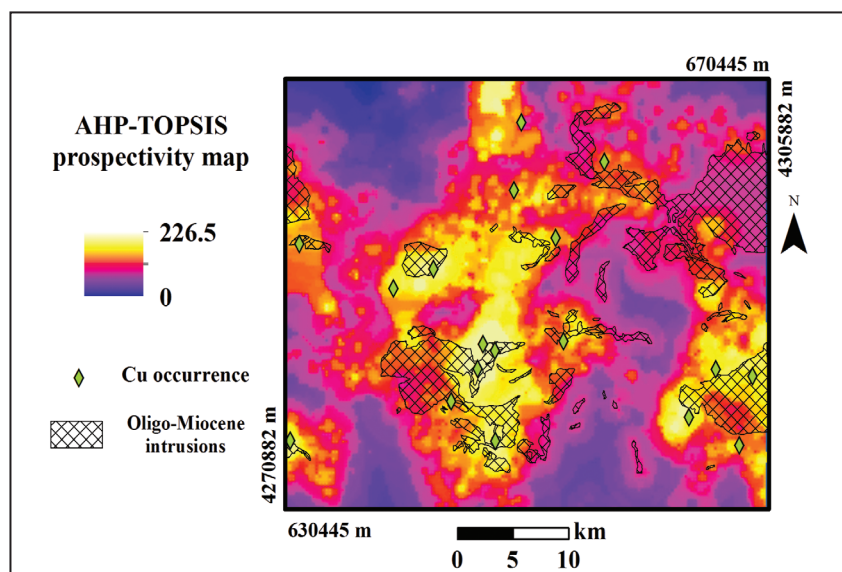 670445 m
4305882 m
AHP-TOPSIS
prospectivity map
N
226.5
0
Cu occurrence
Oligo-Miocene
intrusions
4270882 m
630445 m
km
0 5 10